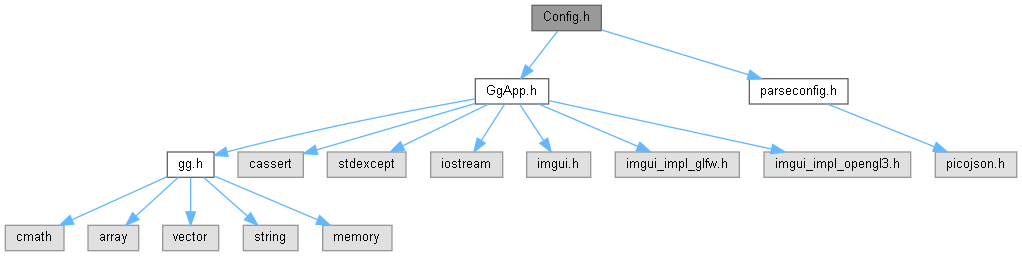 Config.h
GgApp.h
parseconfig.h
gg.h
cassert
stdexcept
iostream
imgui.h
imgui_impl_glfw.h
imgui_impl_opengl3.h
picojson.h
cmath
array
vector
string
memory